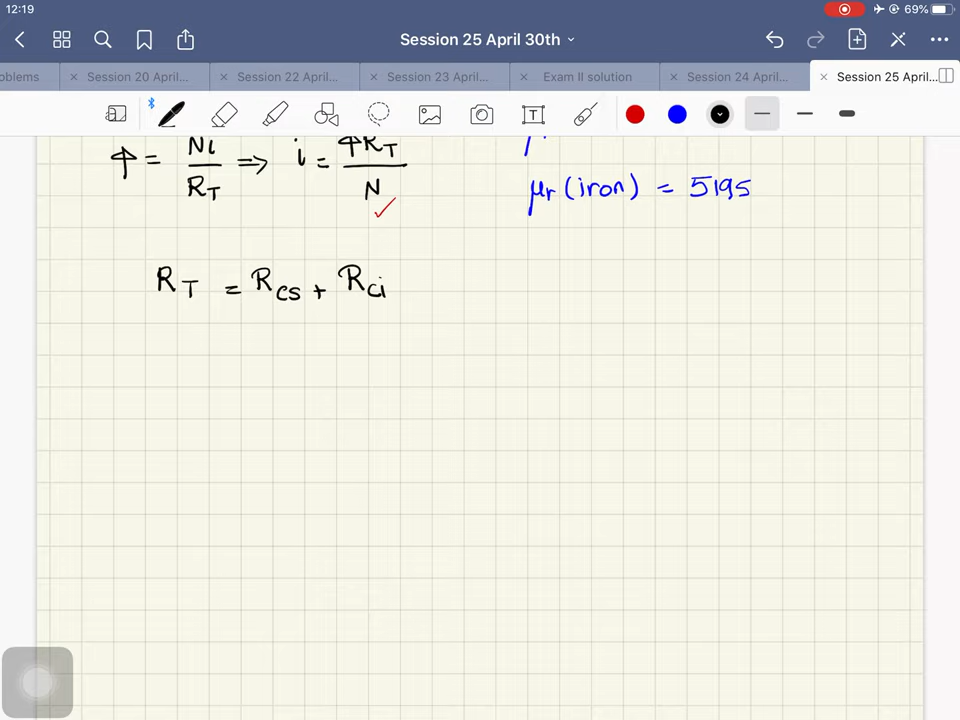 12:19
69%
Session 25 April 30th
oblems
Session 20 April...
Session 22 April...
Session 23 April...
Exam II solution
Session 24 April...
Session 25 April...
T
φ = Ni / R_T ⇒ i = φR_T / N ✓
μr (iron) = 5195
R_T = R_cs + R_ci